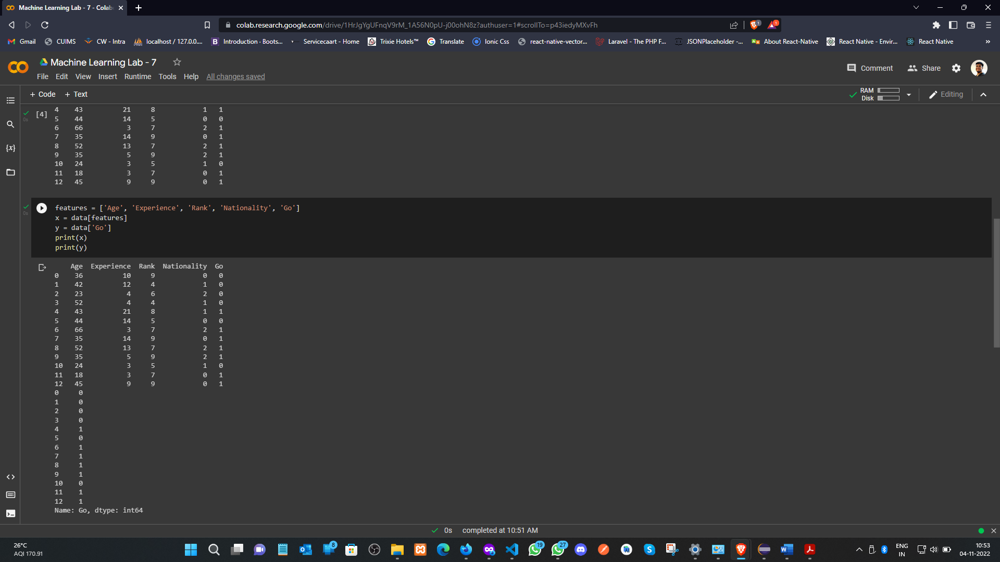 Machine Learning Lab - 7 - Colab
colab.research.google.com/drive/1HrJgYgUFnqV9rM_1A56N0pU-j00ohN8z?authuser=1#scrollTo=p43iedyMXvFh
1 1
Gmail CUIMS CW - Intra localhost / 127.0.0.... Introduction · Boots... Servicecaart - Home Trixie Hotels™ Translate Ionic Css react-native-vector... Laravel - The PHP F... JSONPlaceholder -... About React-Native React Native - Envir... React Native »
Machine Learning Lab - 7
File Edit View Insert Runtime Tools Help All changes saved
Comment Share
+ Code + Text
RAM
Disk
Editing
[4]
0s
4 43 21 8 1 1
5 44 14 5 0 0
6 66 3 7 2 1
7 35 14 9 0 1
8 52 13 7 2 1
9 35 5 9 2 1
10 24 3 5 1 0
11 18 3 7 0 1
12 45 9 9 0 1
0s
features = ['Age', 'Experience', 'Rank', 'Nationality', 'Go']
x = data[features]
y = data['Go']
print(x)
print(y)
Age Experience Rank Nationality Go
0 36 10 9 0 0
1 42 12 4 1 0
2 23 4 6 2 0
3 52 4 4 1 0
4 43 21 8 1 1
5 44 14 5 0 0
6 66 3 7 2 1
7 35 14 9 0 1
8 52 13 7 2 1
9 35 5 9 2 1
10 24 3 5 1 0
11 18 3 7 0 1
12 45 9 9 0 1
0 0
1 0
2 0
3 0
4 1
5 0
6 1
7 1
8 1
9 1
10 0
11 1
12 1
Name: Go, dtype: int64
{x}
0s completed at 10:51 AM
26°C
AQI 170.91
8 19 27
ENG
IN
10:53
04-11-2022